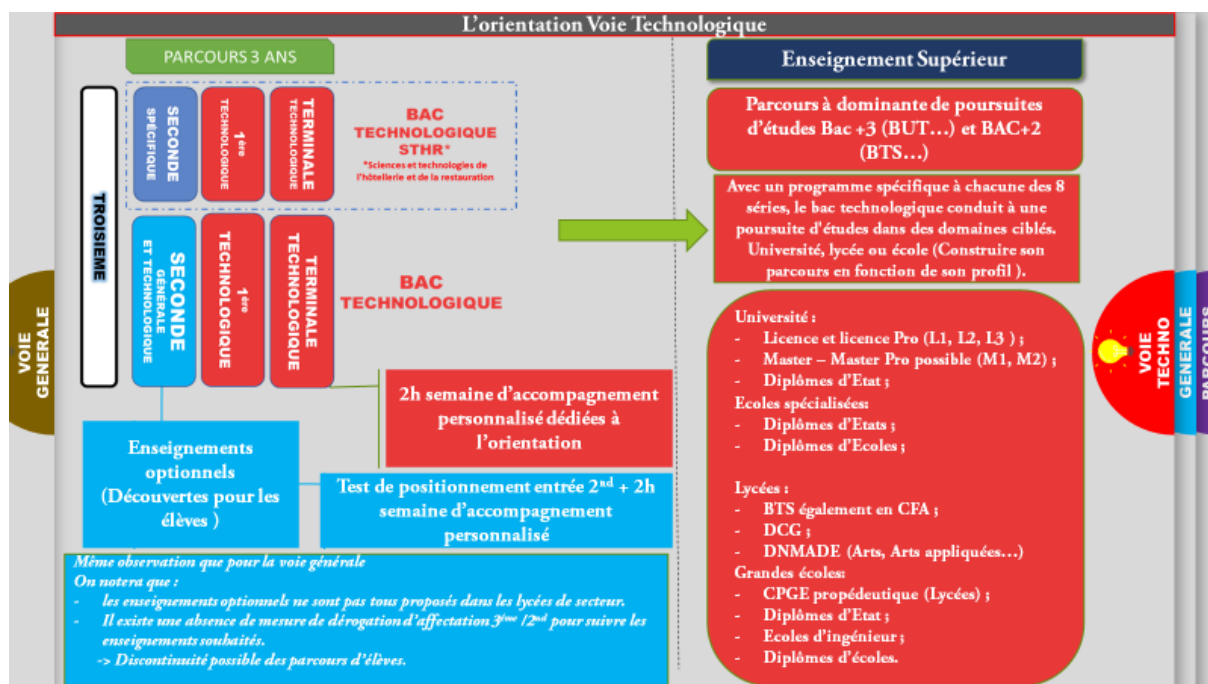 L'orientation Voie Technologique
PARCOURS 3 ANS
TROISIEME
SECONDE
SPÉCIFIQUE
1ère
TECHNOLOGIQUE
TERMINALE
TECHNOLOGIQUE
BAC
TECHNOLOGIQUE
STHR*
*Sciences et technologies de
l'hôtellerie et de la restauration
SECONDE
GÉNÉRALE
ET TECHNOLOGIQUE
1ère
TECHNOLOGIQUE
TERMINALE
TECHNOLOGIQUE
BAC
TECHNOLOGIQUE
VOIE
GENERALE
2h semaine d'accompagnement
personnalisé dédiées à
l'orientation
Enseignements
optionnels
(Découvertes pour les
élèves )
Test de positionnement entrée 2nd + 2h
semaine d'accompagnement
personnalisé
Même observation que pour la voie générale
On notera que :
- les enseignements optionnels ne sont pas tous proposés dans les lycées de secteur.
- Il existe une absence de mesure de dérogation d'affectation 3ème /2nd pour suivre les
enseignements souhaités.
-> Discontinuité possible des parcours d'élèves.
Enseignement Supérieur
Parcours à dominante de poursuites
d'études Bac +3 (BUT…) et BAC+2
(BTS…)
Avec un programme spécifique à chacune des 8
séries, le bac technologique conduit à une
poursuite d'études dans des domaines ciblés.
Université, lycée ou école (Construire son
parcours en fonction de son profil ).
Université :
- Licence et licence Pro (L1, L2, L3 ) ;
- Master – Master Pro possible (M1, M2) ;
- Diplômes d'Etat ;
Ecoles spécialisées:
- Diplômes d'Etats ;
- Diplômes d'Ecoles ;
Lycées :
- BTS également en CFA ;
- DCG ;
- DNMADE (Arts, Arts appliquées…)
Grandes écoles:
- CPGE propédeutique (Lycées) ;
- Diplômes d'Etat ;
- Ecoles d'ingénieur ;
- Diplômes d'écoles.
VOIE
TECHNO
GENERALE
PARCOURS